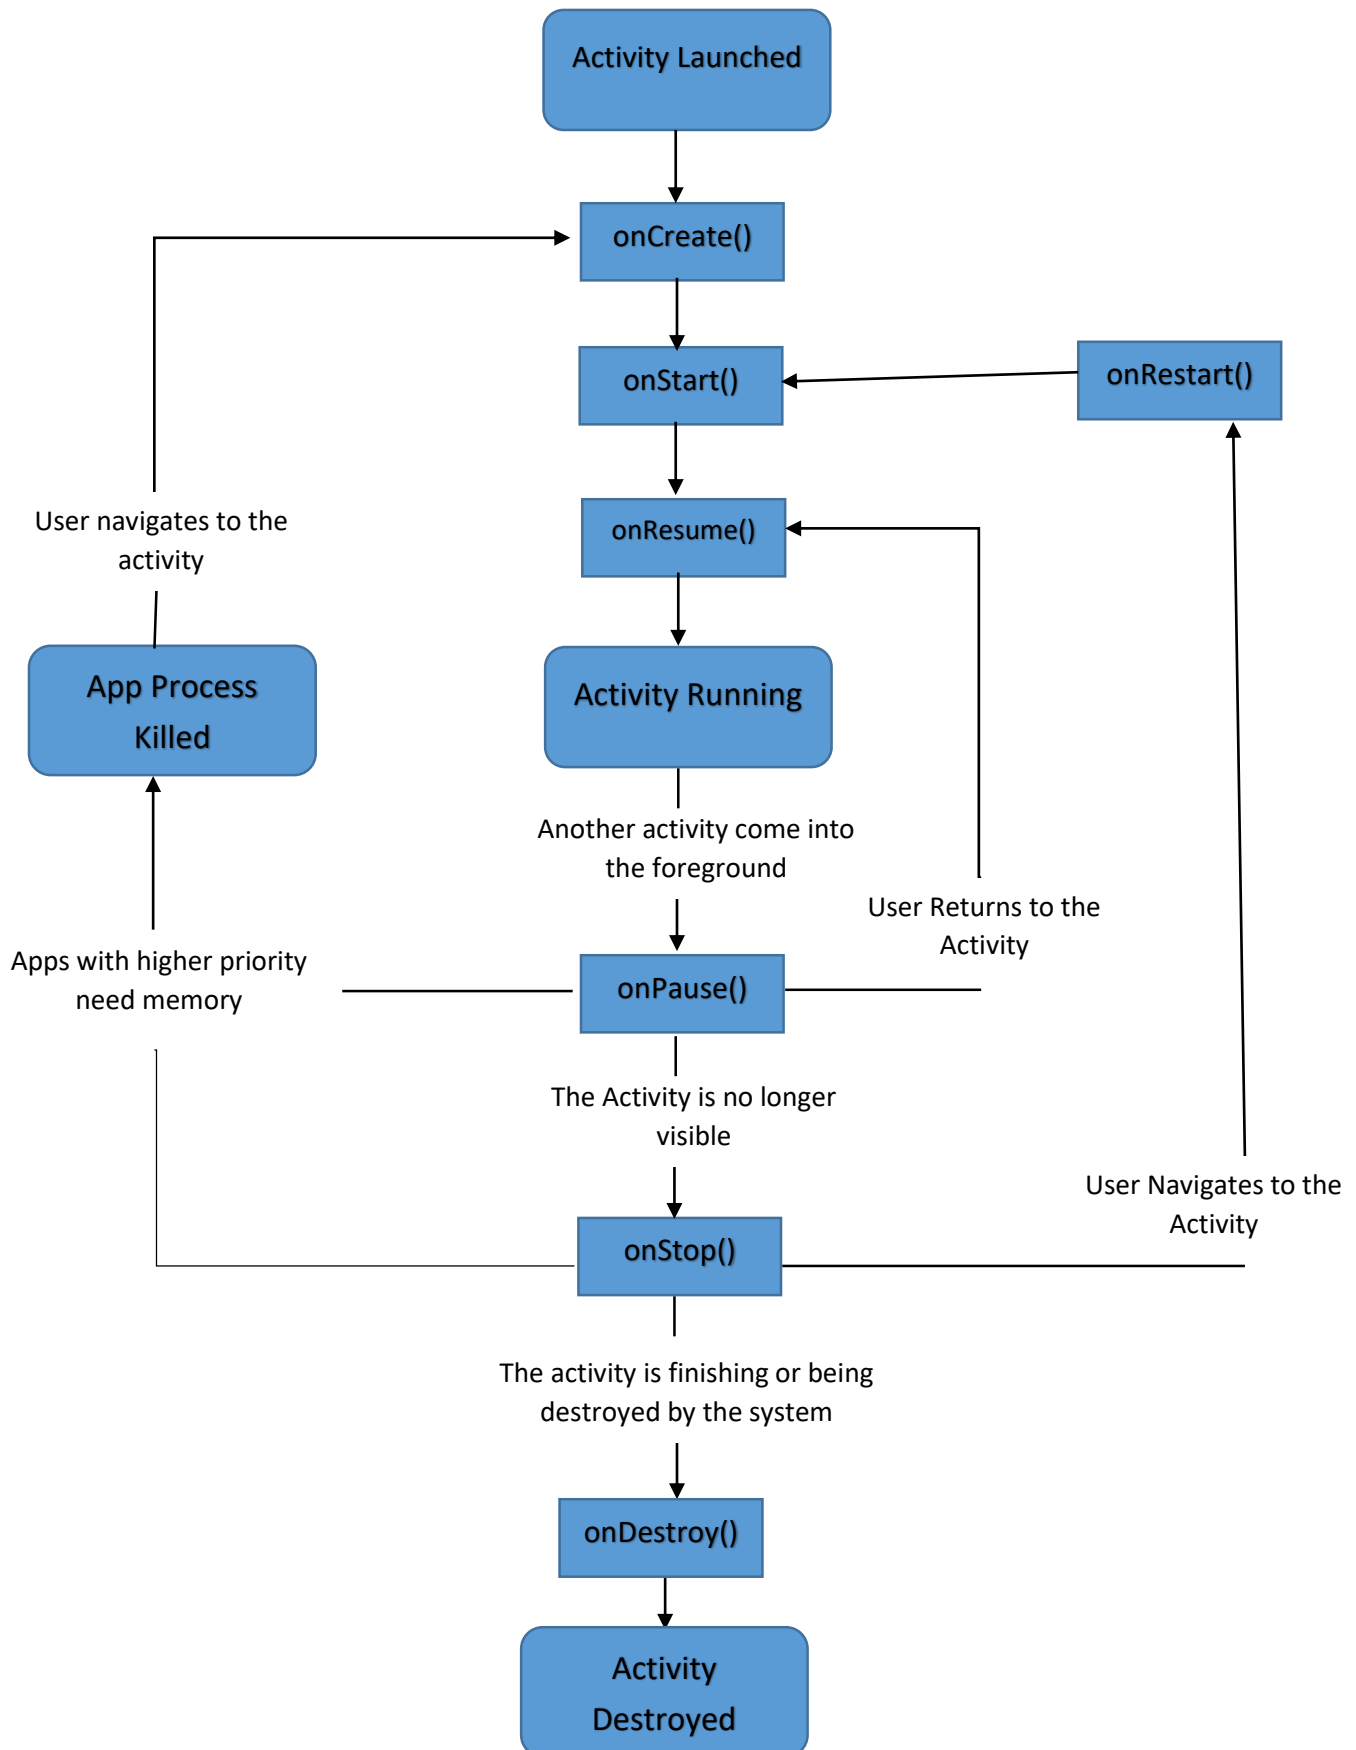 Activity Launched
onCreate()
onStart()
onRestart()
onResume()
User navigates to the
activity
App Process
Killed
Activity Running
Another activity come into
the foreground
User Returns to the
Activity
Apps with higher priority
need memory
onPause()
The Activity is no longer
visible
User Navigates to the
Activity
onStop()
The activity is finishing or being
destroyed by the system
onDestroy()
Activity
Destroyed